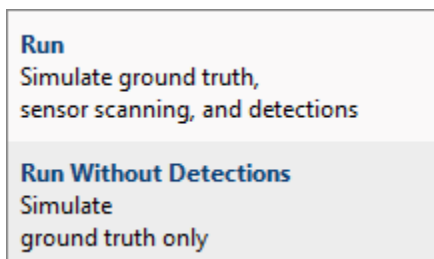 Run
Simulate ground truth,
sensor scanning, and detections
Run Without Detections
Simulate
ground truth only